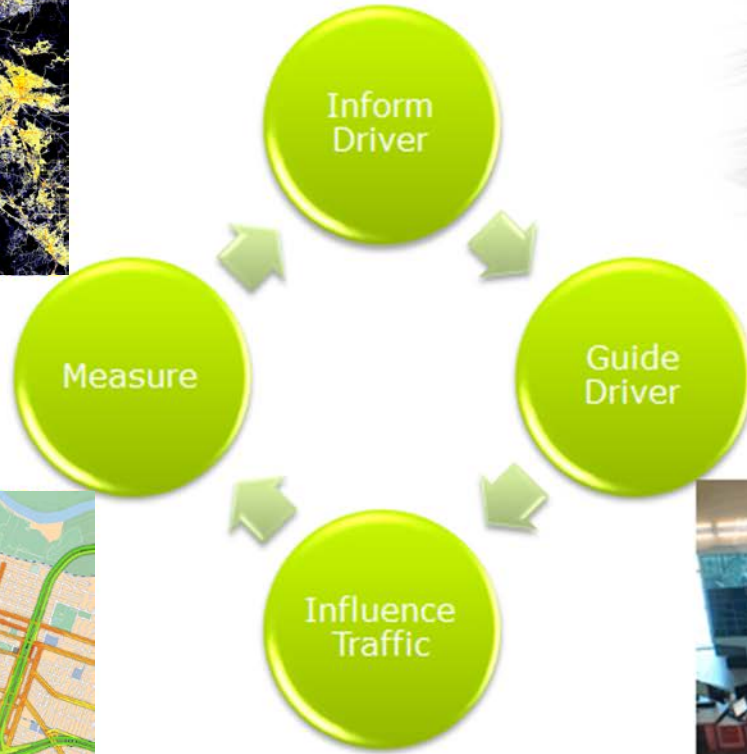 Inform
Driver
Measure
Guide
Driver
Influence
Traffic